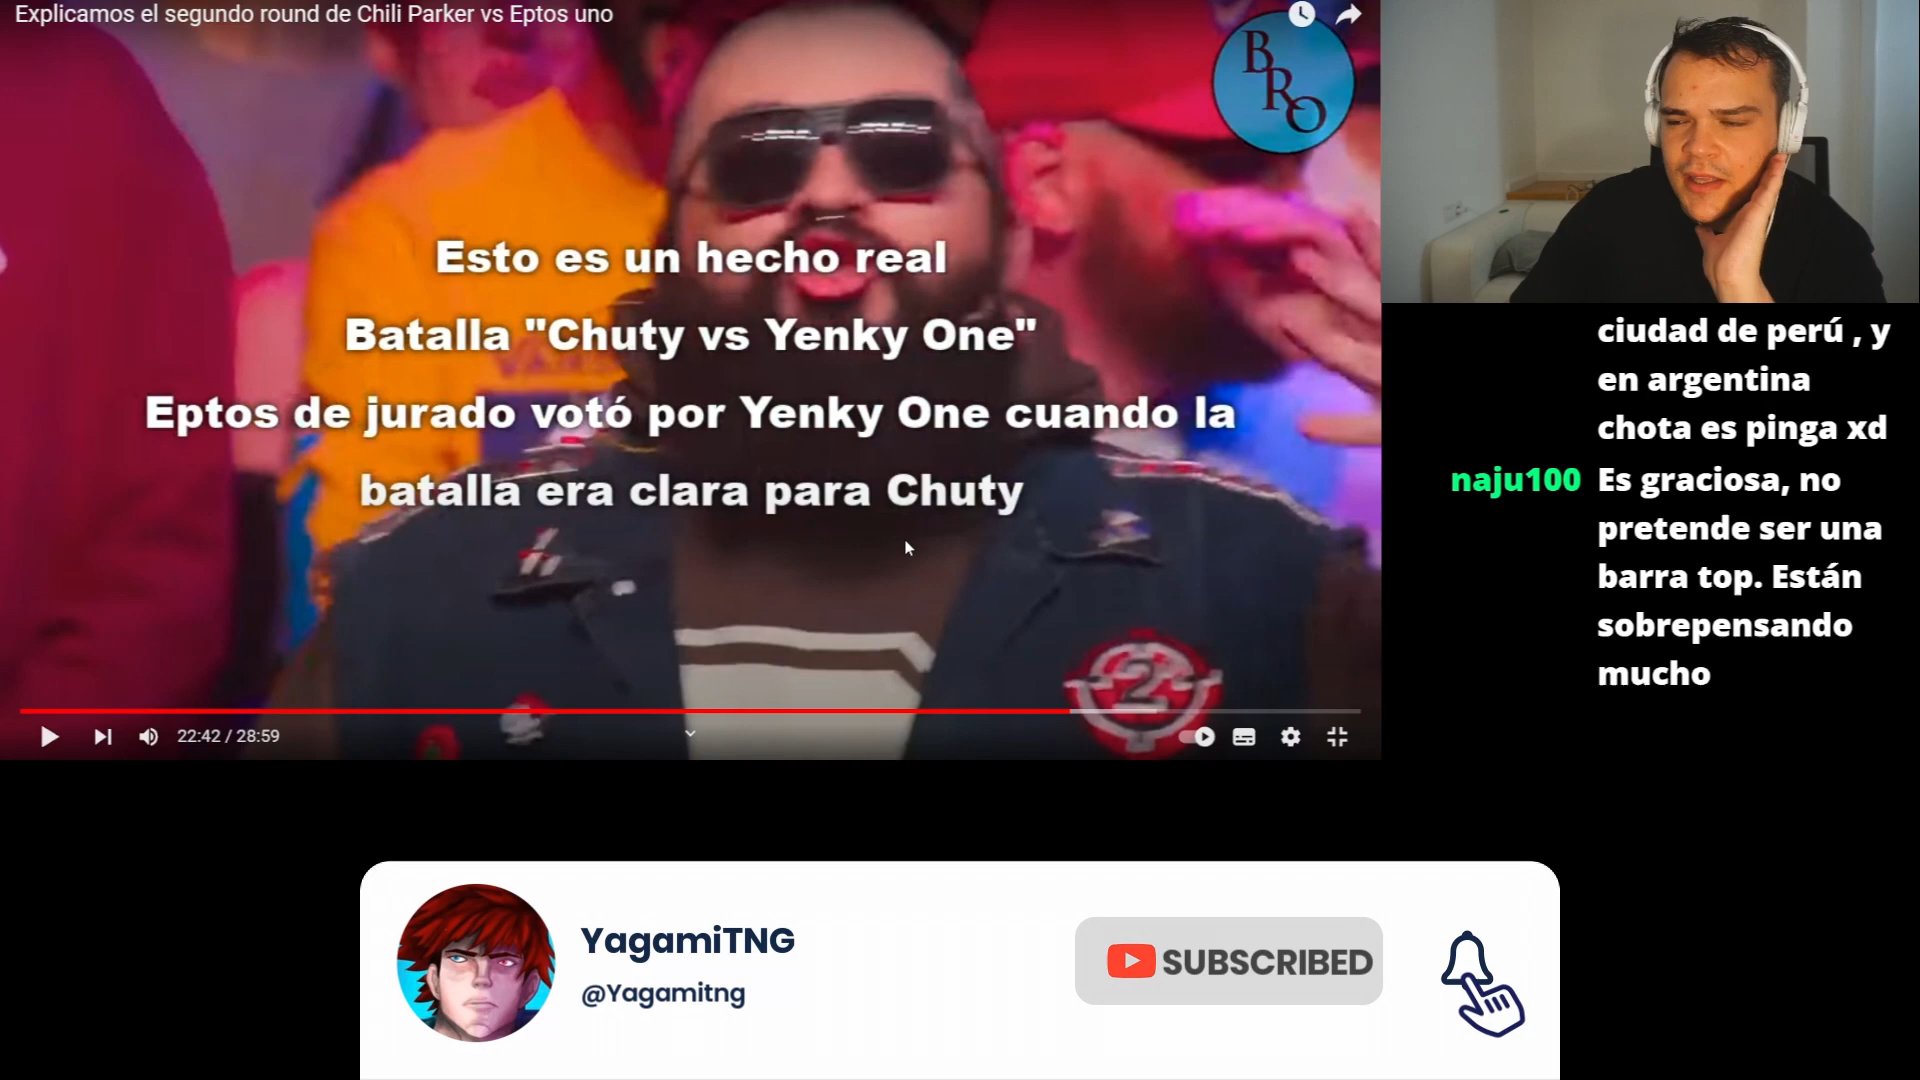 Explicamos el segundo round de Chili Parker vs Eptos uno
BRO
Esto es un hecho real
Batalla "Chuty vs Yenky One"
Eptos de jurado votó por Yenky One cuando la
batalla era clara para Chuty
2
22:42 / 28:59
ciudad de perú , y
en argentina
chota es pinga xd
naju100 Es graciosa, no
pretende ser una
barra top. Están
sobrepensando
mucho
YagamiTNG
@Yagamitng
SUBSCRIBED